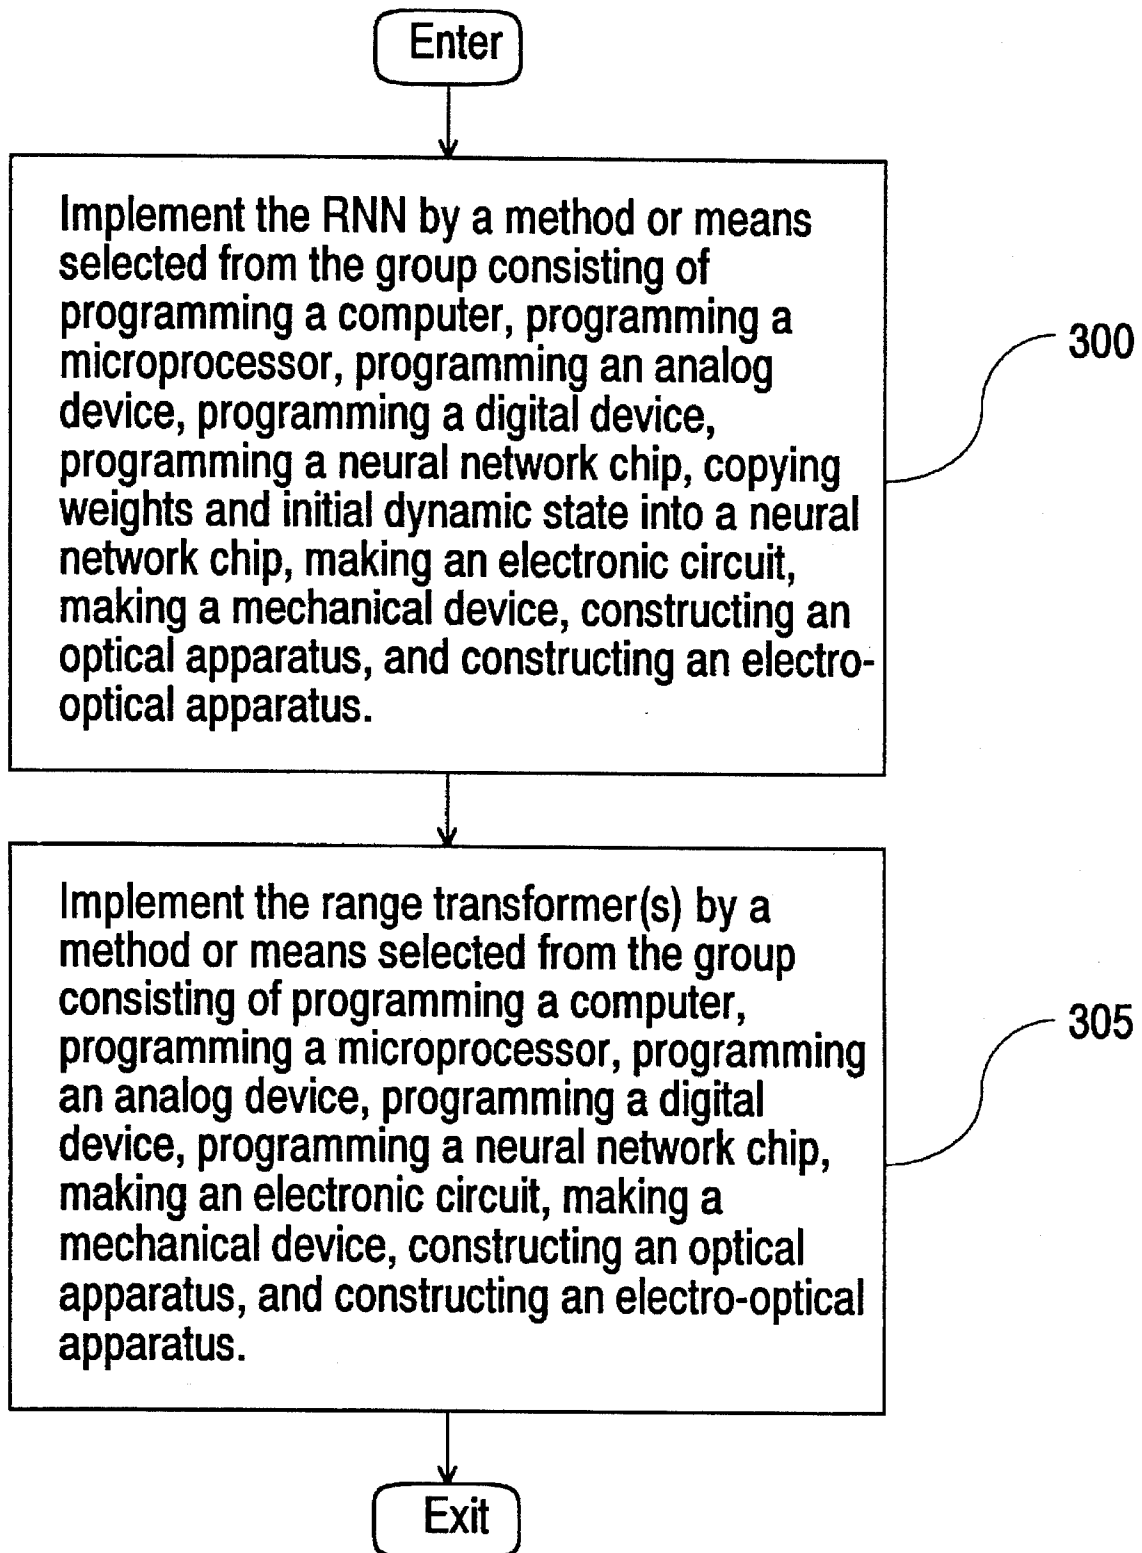 Enter
Implement the RNN by a method or means
selected from the group consisting of
programming a computer, programming a
microprocessor, programming an analog
device, programming a digital device,
programming a neural network chip, copying
weights and initial dynamic state into a neural
network chip, making an electronic circuit,
making a mechanical device, constructing an
optical apparatus, and constructing an electro-
optical apparatus.
300
Implement the range transformer(s) by a
method or means selected from the group
consisting of programming a computer,
programming a microprocessor, programming
an analog device, programming a digital
device, programming a neural network chip,
making an electronic circuit, making a
mechanical device, constructing an optical
apparatus, and constructing an electro-optical
apparatus.
305
Exit